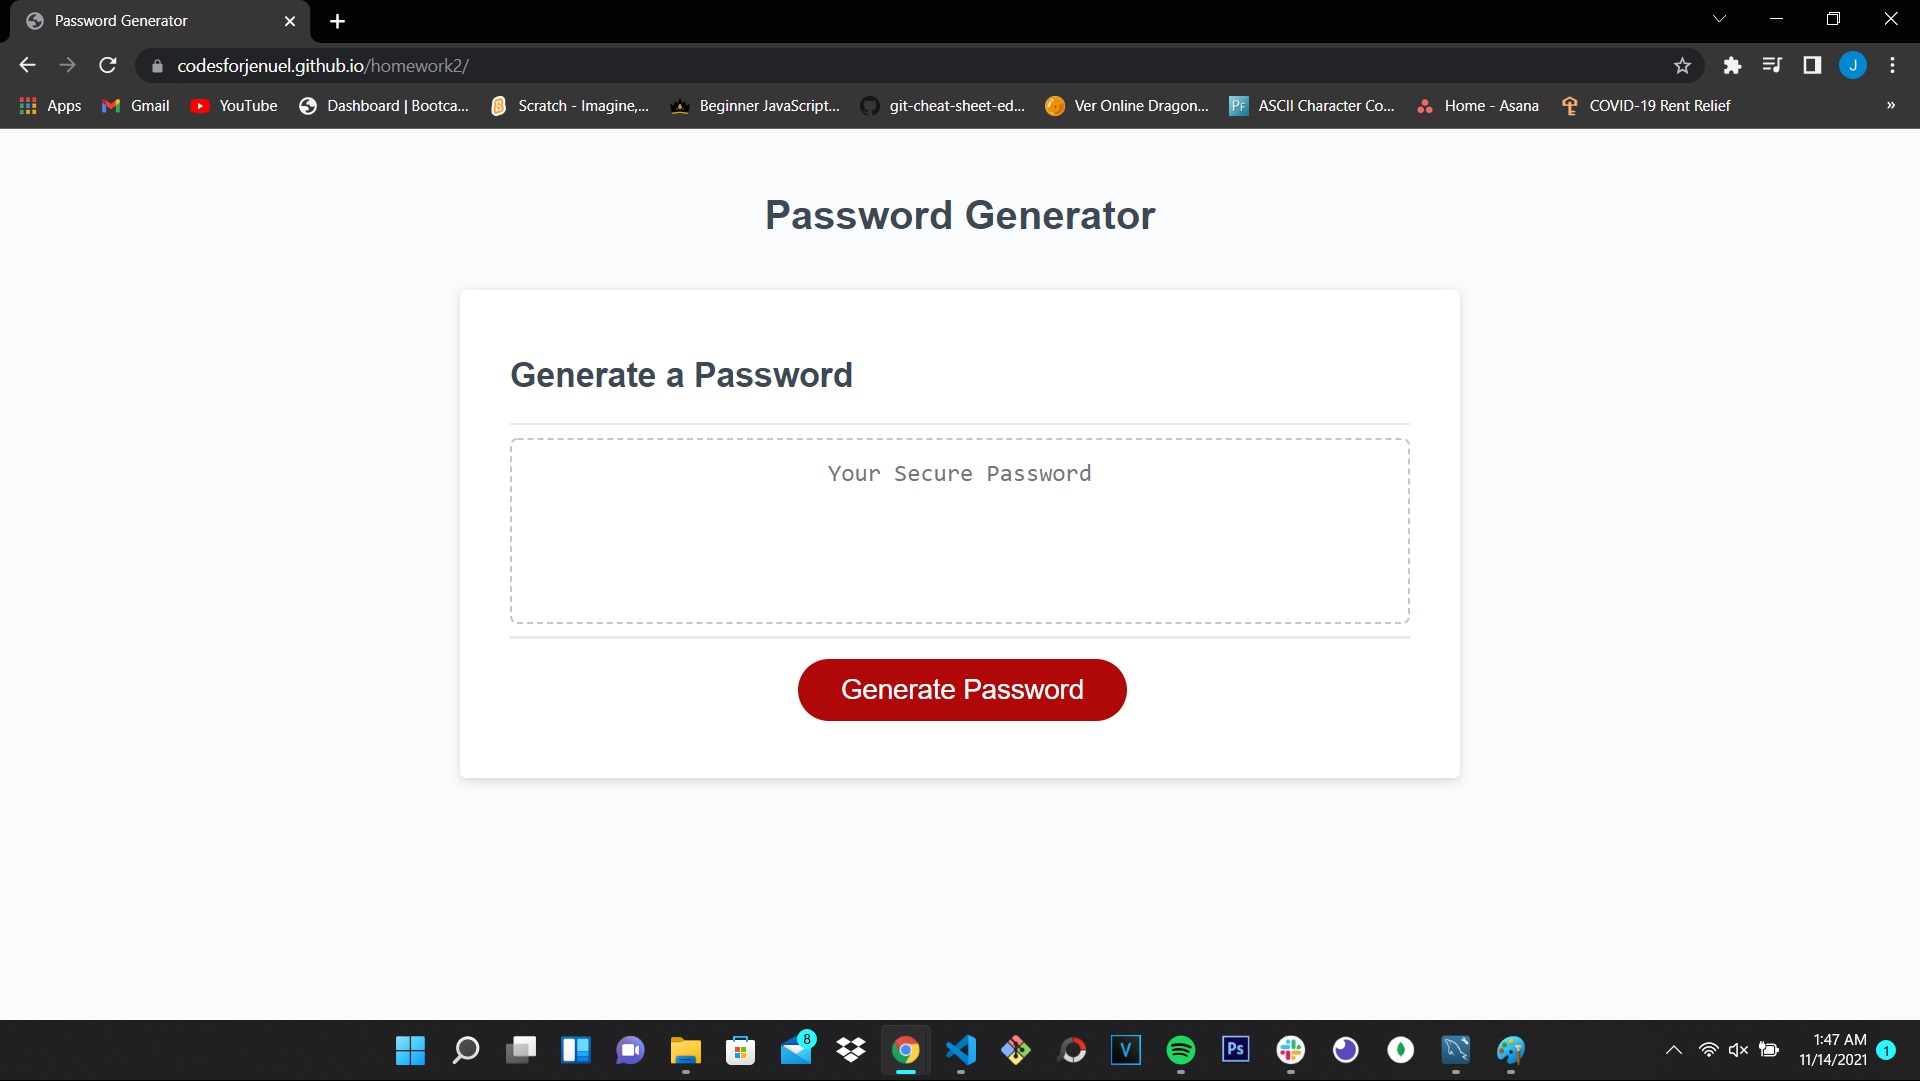 Password Generator
codesforjenuel.github.io/homework2/
J
Apps Gmail YouTube Dashboard | Bootca... Scratch - Imagine,... Beginner JavaScript... git-cheat-sheet-ed... Ver Online Dragon... PF ASCII Character Co... Home - Asana COVID-19 Rent Relief »
Password Generator
Generate a Password
Your Secure Password
Generate Password
8 V Ps 1:47 AM
11/14/2021 1